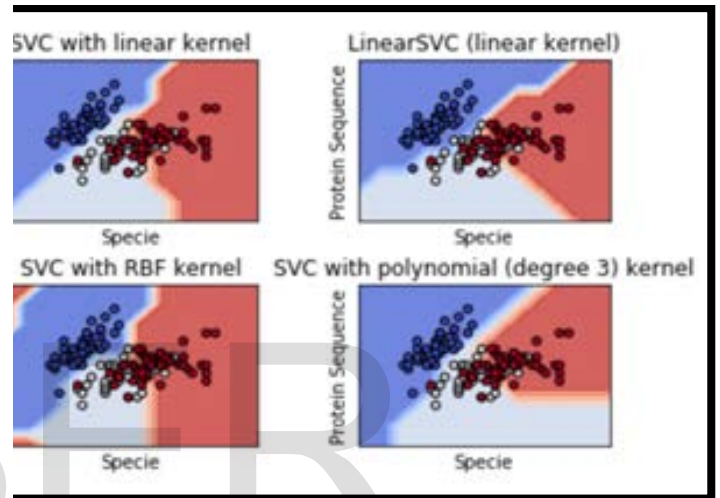 SVC with linear kernel
LinearSVC (linear kernel)
Protein Sequence
Specie
Specie
SVC with RBF kernel
SVC with polynomial (degree 3) kernel
Protein Sequence
Specie
Specie